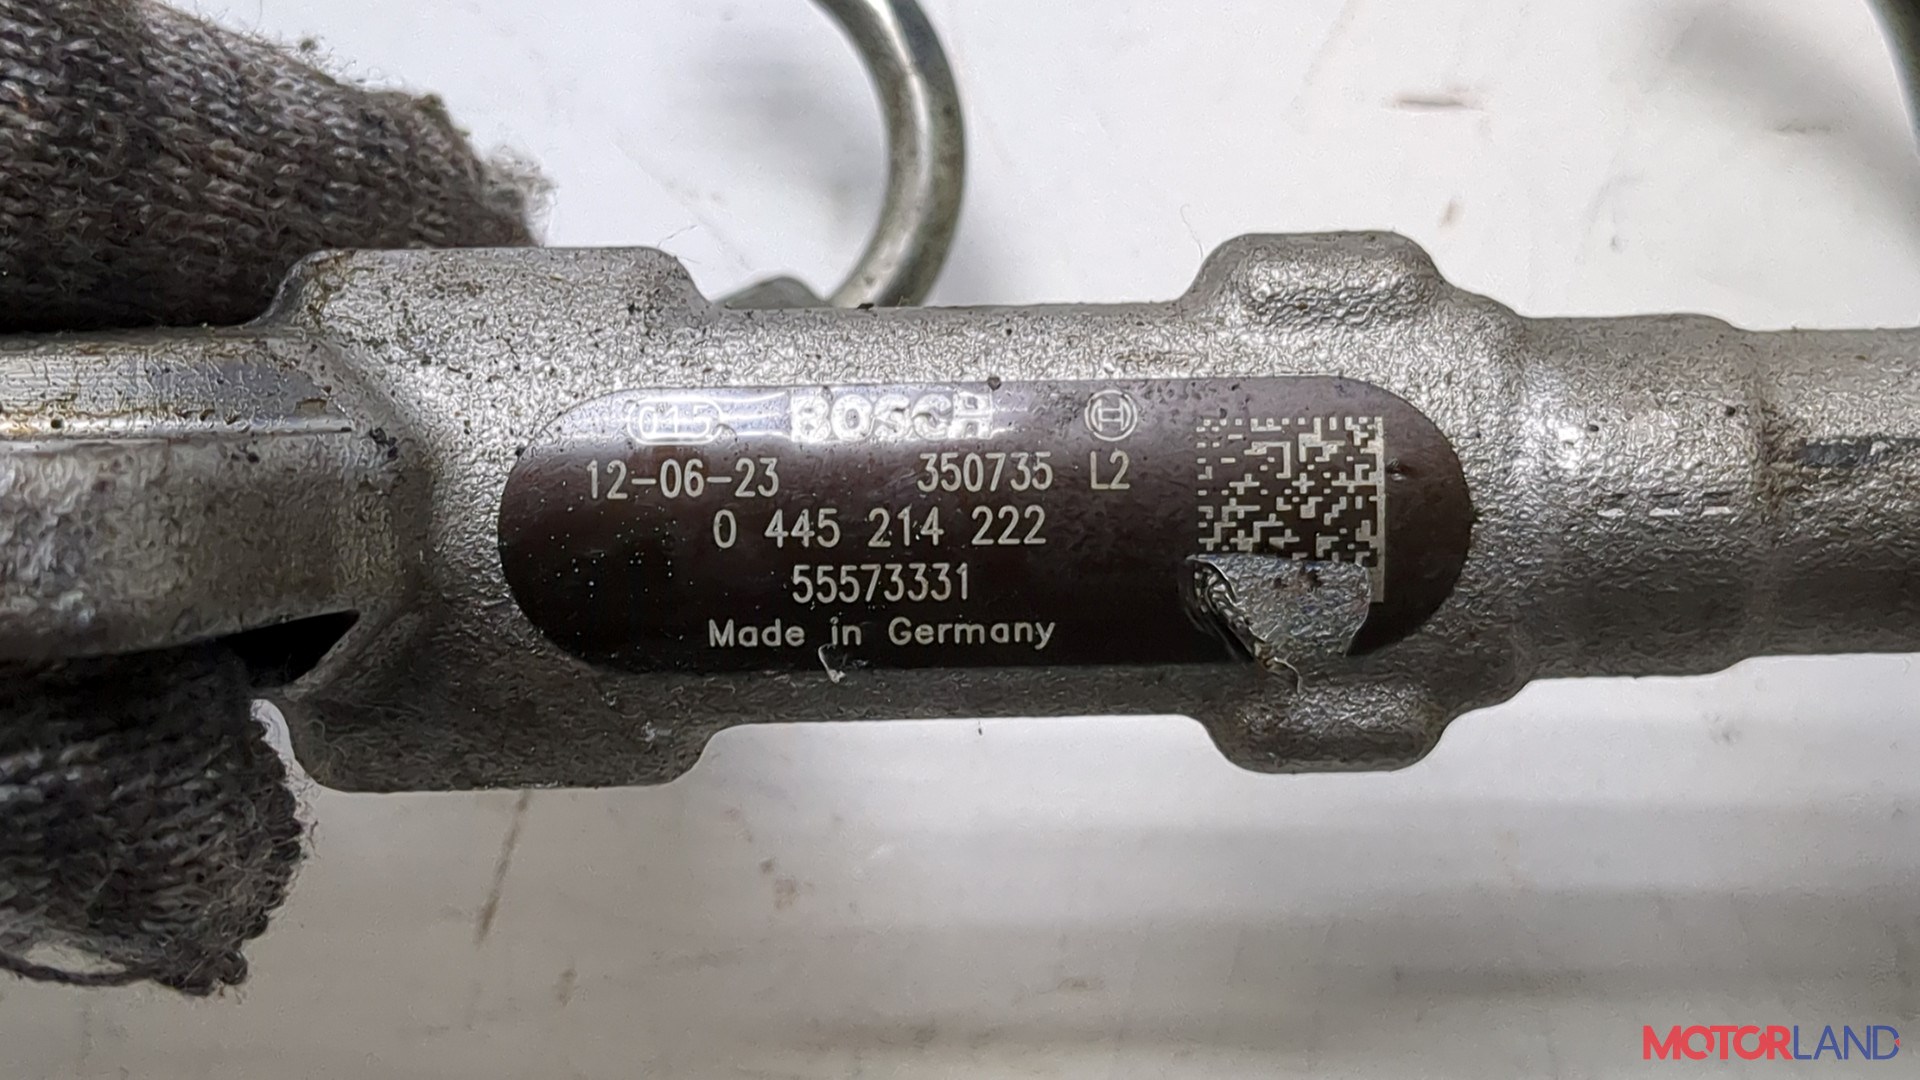 BOSCH
12-06-23 350735 L2
0 445 214 222
55573331
Made in Germany
MOTORLAND